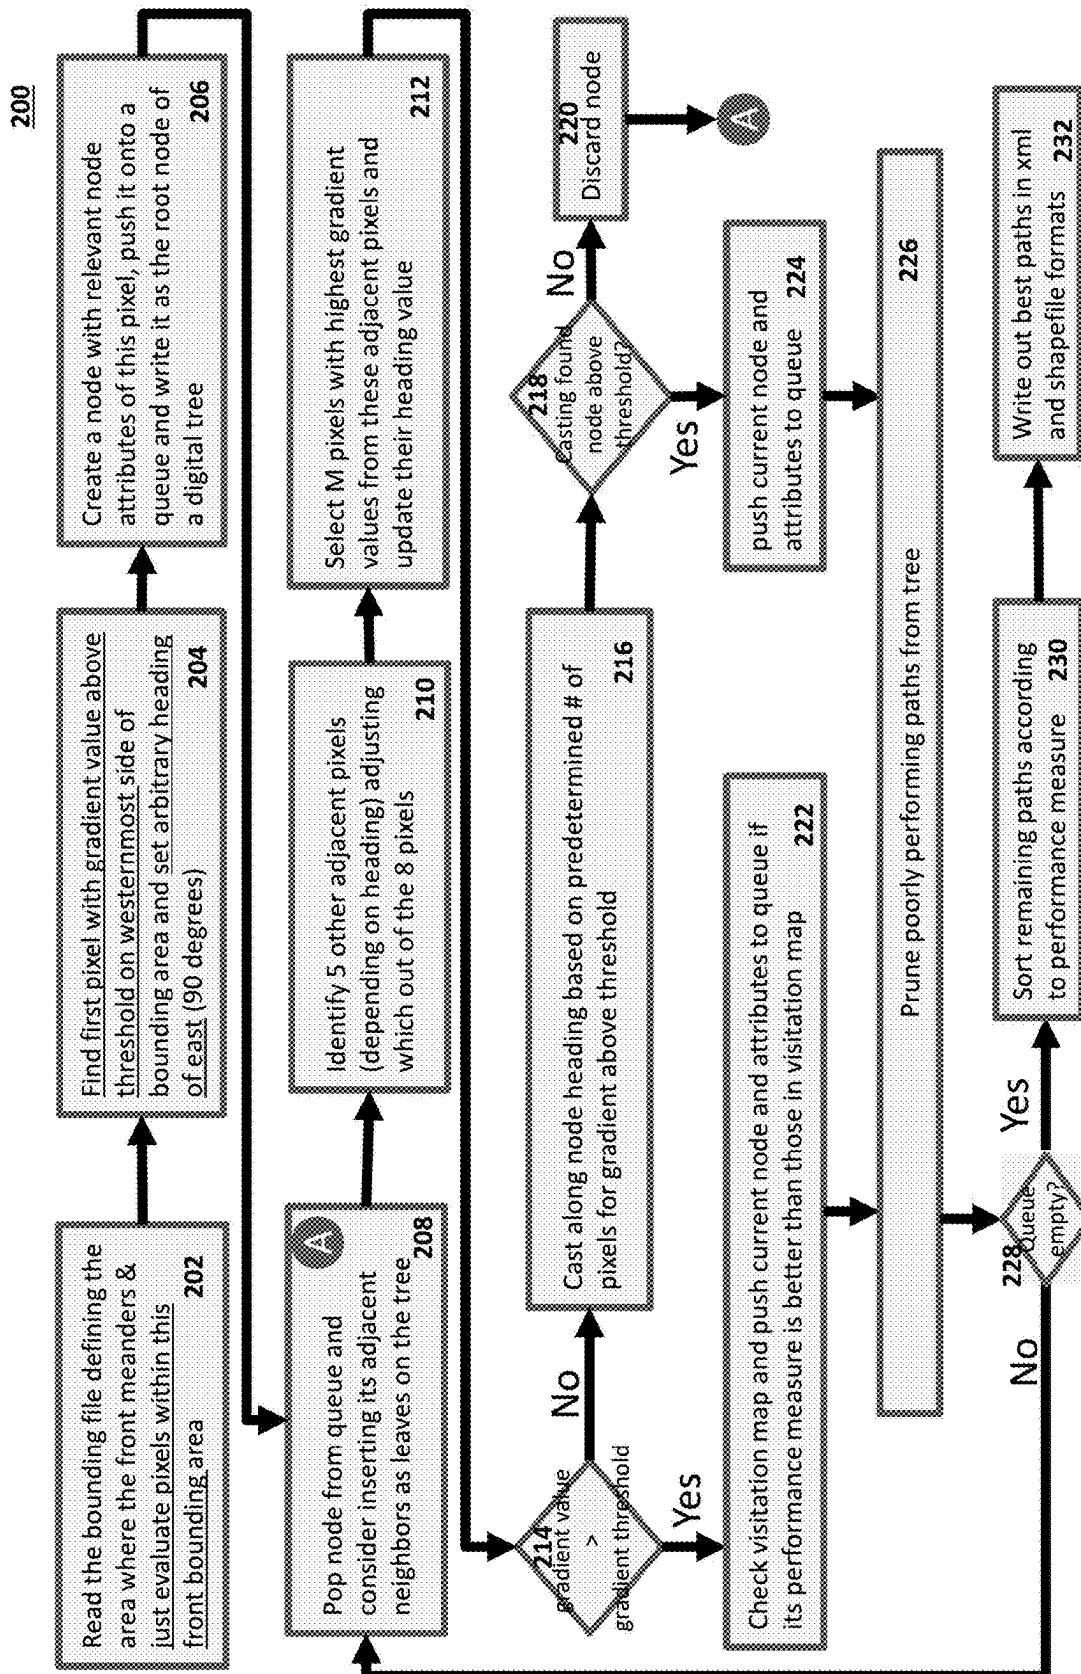 200
Read the bounding file defining the
area where the front meanders &
just evaluate pixels within this
front bounding area
202
Find first pixel with gradient value above
threshold on westernmost side of
bounding area and set arbitrary heading
of east (90 degrees)
204
Create a node with relevant node
attributes of this pixel, push it onto a
queue and write it as the root node of
a digital tree
206
A
Pop node from queue and
consider inserting its adjacent
neighbors as leaves on the tree
208
Identify 5 other adjacent pixels
(depending on heading) adjusting
which out of the 8 pixels
210
Select M pixels with highest gradient
values from these adjacent pixels and
update their heading value
212
214
gradient value
>
gradient threshold
No
Yes
Cast along node heading based on predetermined # of
pixels for gradient above threshold
216
218
Casting found
node above
threshold?
No
Yes
220
Discard node
A
Check visitation map and push current node and attributes to queue if
its performance measure is better than those in visitation map
222
push current node and
attributes to queue
224
Prune poorly performing paths from tree
226
228
Queue
empty?
No
Yes
Sort remaining paths according
to performance measure
230
Write out best paths in xml
and shapefile formats
232